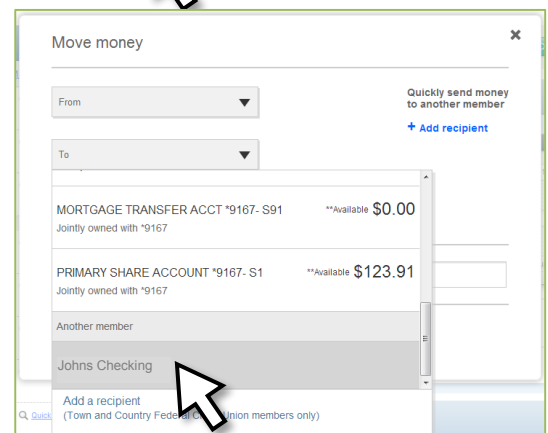 Move money
×
From
Quickly send money
to another member
+ Add recipient
To
MORTGAGE TRANSFER ACCT *9167- S91 **Available $0.00
Jointly owned with *9167
PRIMARY SHARE ACCOUNT *9167- S1 **Available $123.91
Jointly owned with *9167
Another member
Johns Checking
Add a recipient
Quick
(Town and Country Federal Union members only)